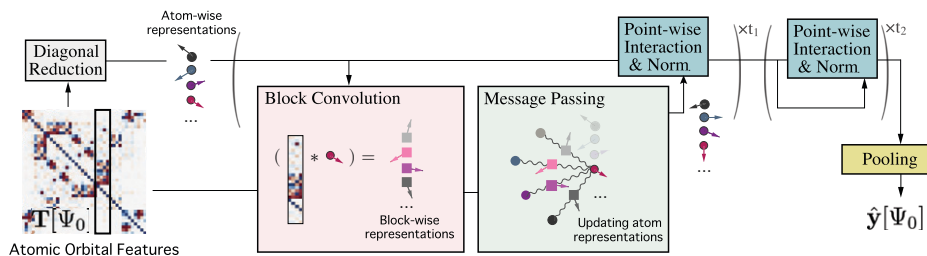 Atom-wise
representations
Diagonal
Reduction
...
T[Ψ₀]
Atomic Orbital Features
Block Convolution
( * ) =
...
Block-wise
representations
Message Passing
...
Updating atom
representations
Point-wise
Interaction
& Norm.
×t₁
...
Point-wise
Interaction
& Norm.
×t₂
Pooling
ŷ[Ψ₀]